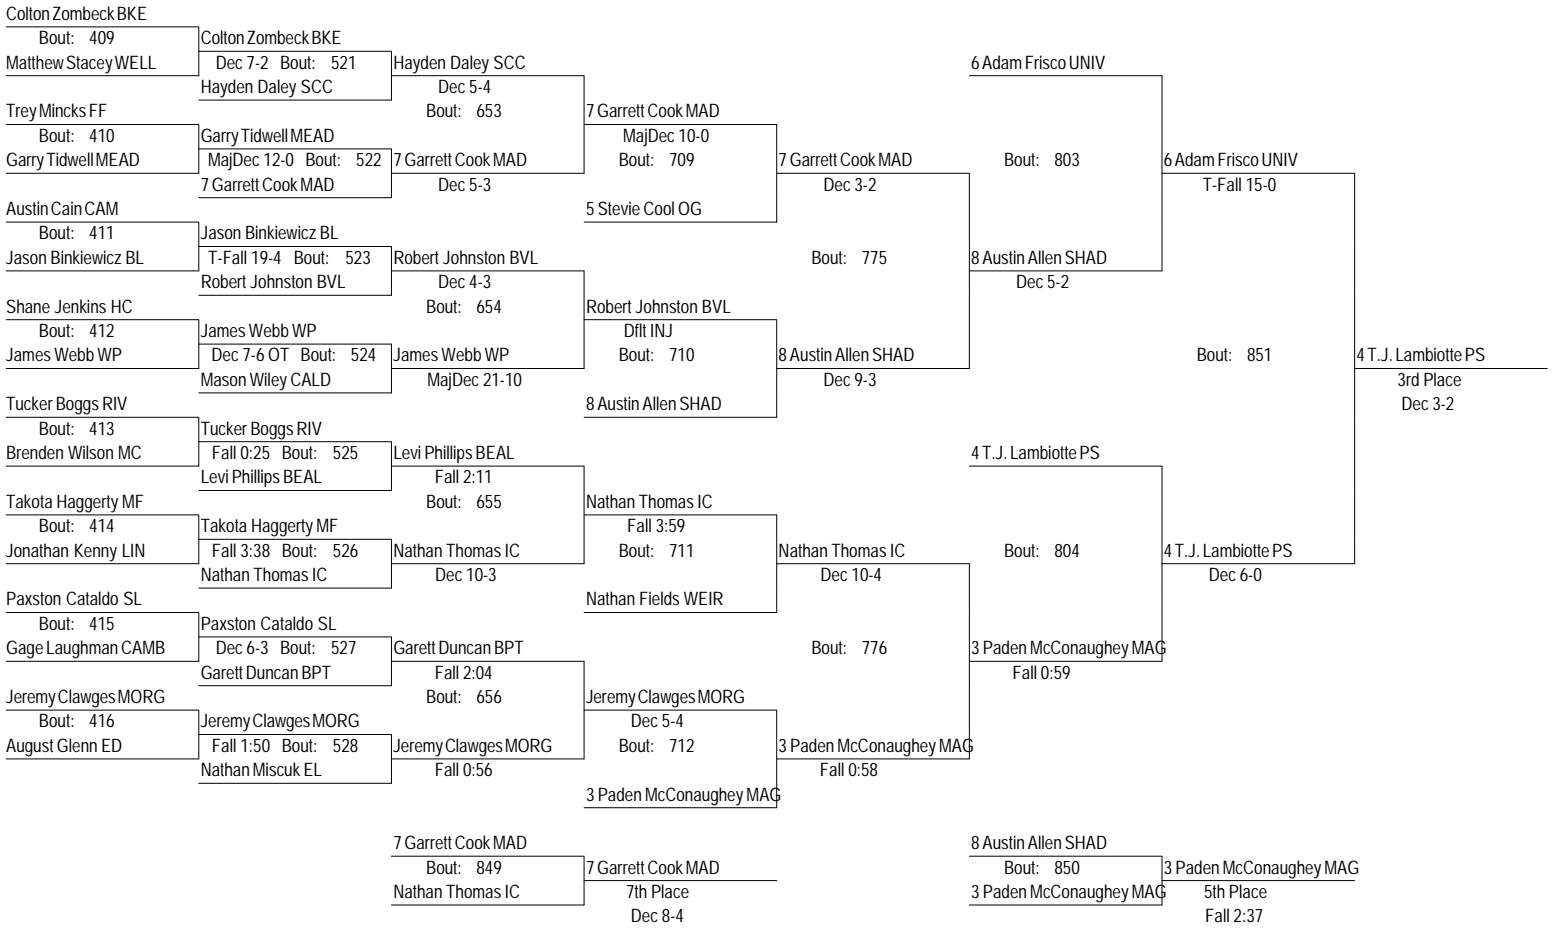 Colton Zombeck BKE
Bout: 409
Matthew Stacey WELL
Trey Mincks FF
Bout: 410
Garry Tidwell MEAD
Austin Cain CAM
Bout: 411
Jason Binkiewicz BL
Shane Jenkins HC
Bout: 412
James Webb WP
Tucker Boggs RIV
Bout: 413
Brenden Wilson MC
Takota Haggerty MF
Bout: 414
Jonathan Kenny LIN
Paxston Cataldo SL
Bout: 415
Gage Laughman CAMB
Jeremy Clawges MORG
Bout: 416
August Glenn ED
Colton Zombeck BKE
Dec 7-2 Bout: 521
Hayden Daley SCC
Garry Tidwell MEAD
MajDec 12-0 Bout: 522
7 Garrett Cook MAD
Jason Binkiewicz BL
T-Fall 19-4 Bout: 523
Robert Johnston BVL
James Webb WP
Dec 7-6 OT Bout: 524
Mason Wiley CALD
Tucker Boggs RIV
Fall 0:25 Bout: 525
Levi Phillips BEAL
Takota Haggerty MF
Fall 3:38 Bout: 526
Nathan Thomas IC
Paxston Cataldo SL
Dec 6-3 Bout: 527
Garett Duncan BPT
Jeremy Clawges MORG
Fall 1:50 Bout: 528
Nathan Miscuk EL
Hayden Daley SCC
Dec 5-4
Bout: 653
7 Garrett Cook MAD
Dec 5-3
Robert Johnston BVL
Dec 4-3
Bout: 654
James Webb WP
MajDec 21-10
Levi Phillips BEAL
Fall 2:11
Bout: 655
Nathan Thomas IC
Dec 10-3
Garett Duncan BPT
Fall 2:04
Bout: 656
Jeremy Clawges MORG
Fall 0:56
7 Garrett Cook MAD
MajDec 10-0
Bout: 709
5 Stevie Cool OG
Robert Johnston BVL
Dflt INJ
Bout: 710
8 Austin Allen SHAD
Nathan Thomas IC
Fall 3:59
Bout: 711
Nathan Fields WEIR
Jeremy Clawges MORG
Dec 5-4
Bout: 712
3 Paden McConaughey MAG
7 Garrett Cook MAD
Dec 3-2
Bout: 775
8 Austin Allen SHAD
Dec 9-3
Nathan Thomas IC
Dec 10-4
Bout: 776
3 Paden McConaughey MAG
Fall 0:58
6 Adam Frisco UNIV
Bout: 803
8 Austin Allen SHAD
Dec 5-2
4 T.J. Lambiotte PS
Bout: 804
3 Paden McConaughey MAG
Fall 0:59
6 Adam Frisco UNIV
T-Fall 15-0
Bout: 851
4 T.J. Lambiotte PS
Dec 6-0
4 T.J. Lambiotte PS
3rd Place
Dec 3-2
7 Garrett Cook MAD
Bout: 849
Nathan Thomas IC
7 Garrett Cook MAD
7th Place
Dec 8-4
8 Austin Allen SHAD
Bout: 850
3 Paden McConaughey MAG
3 Paden McConaughey MAG
5th Place
Fall 2:37